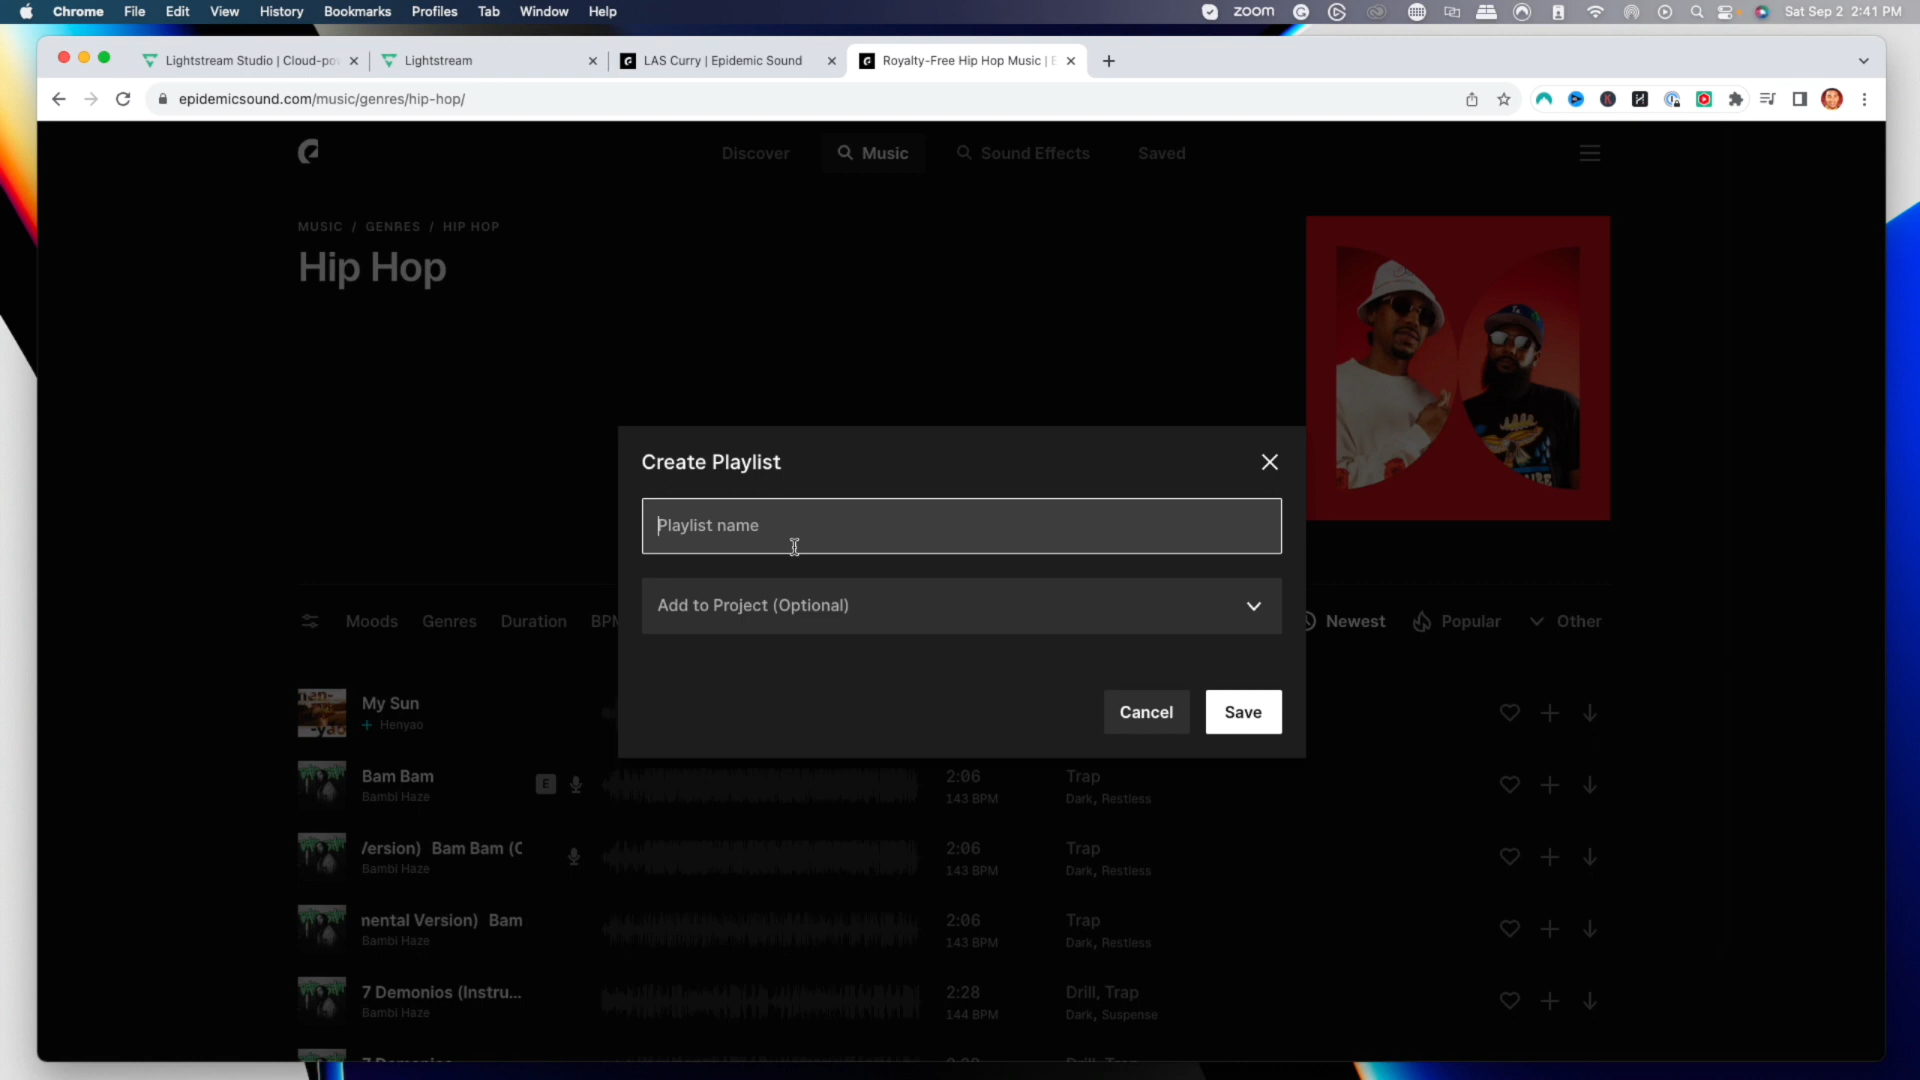 Chrome File Edit View History Bookmarks Profiles Tab Window Help zoom Sat Sep 2 2:41 PM
Lightstream Studio | Cloud-po Lightstream LAS Curry | Epidemic Sound Royalty-Free Hip Hop Music | E
epidemicsound.com/music/genres/hip-hop/
Discover Music Sound Effects Saved
MUSIC / GENRES / HIP HOP
Hip Hop
Create Playlist
Playlist name
Add to Project (Optional)
Moods Genres Duration BPM Newest Popular Other
Cancel Save
My Sun
Henyao
Bam Bam E 2:06 Trap
Bambi Haze 143 BPM Dark, Restless
Version) Bam Bam (C 2:06 Trap
Bambi Haze 143 BPM Dark, Restless
nental Version) Bam 2:06 Trap
Bambi Haze 143 BPM Dark, Restless
7 Demonios (Instru... 2:28 Drill, Trap
Bambi Haze 144 BPM Dark, Suspense